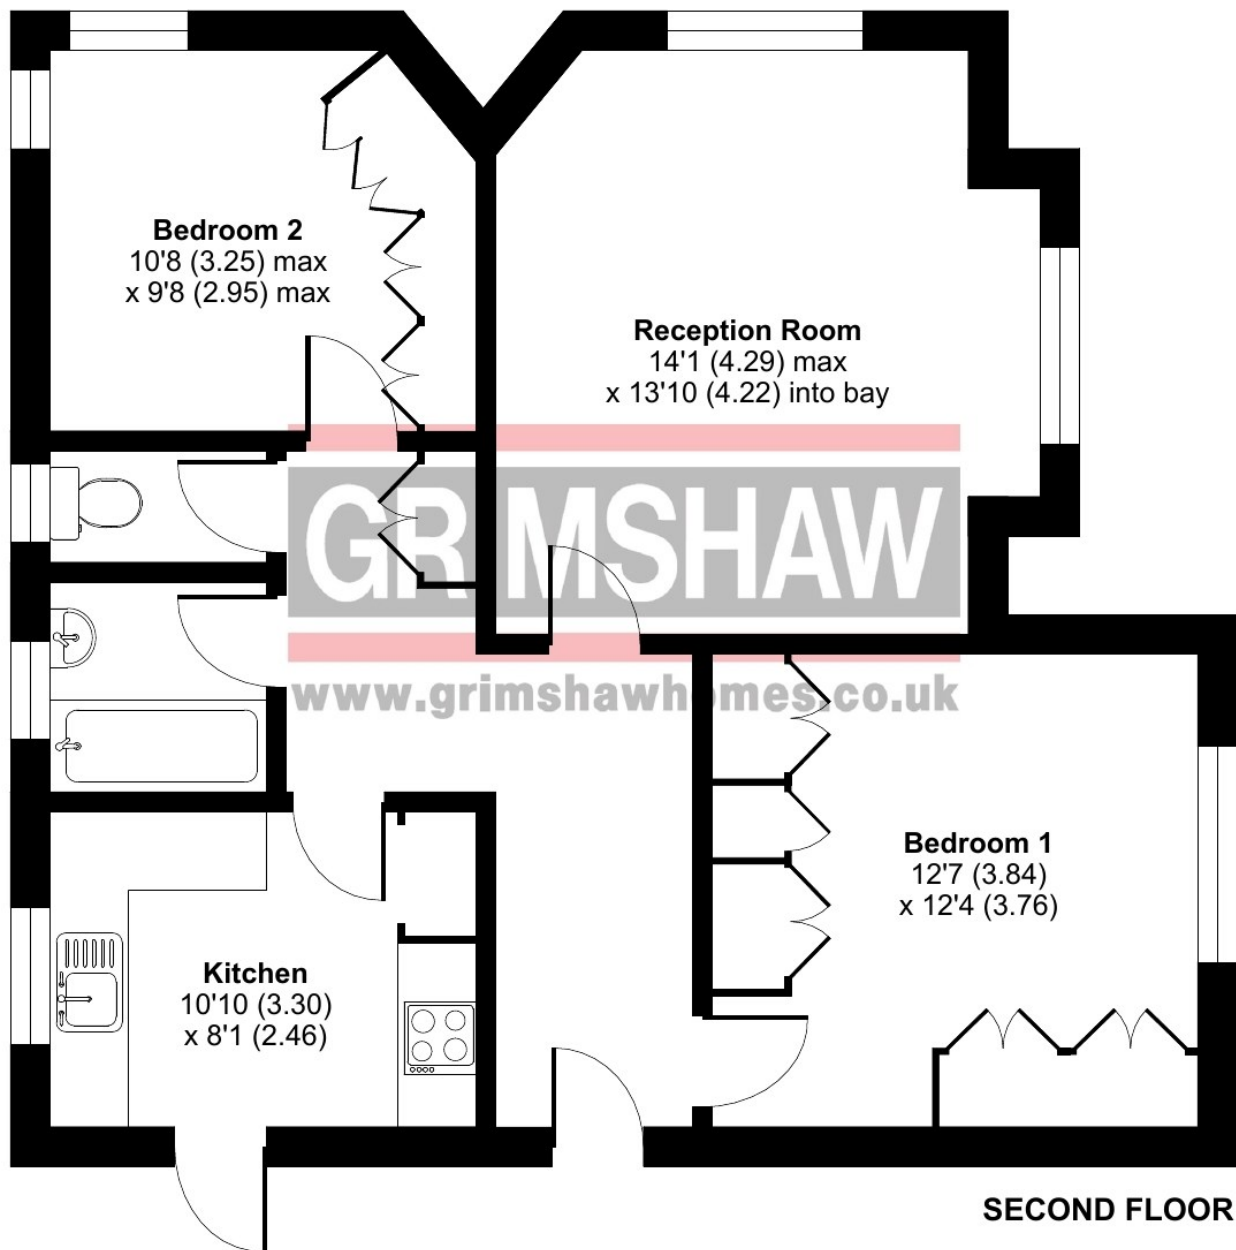 Bedroom 2
10'8 (3.25) max
x 9'8 (2.95) max
Reception Room
14'1 (4.29) max
x 13'10 (4.22) into bay
GRIMSHAW
www.grimshawhomes.co.uk
Bedroom 1
12'7 (3.84)
x 12'4 (3.76)
Kitchen
10'10 (3.30)
x 8'1 (2.46)
SECOND FLOOR